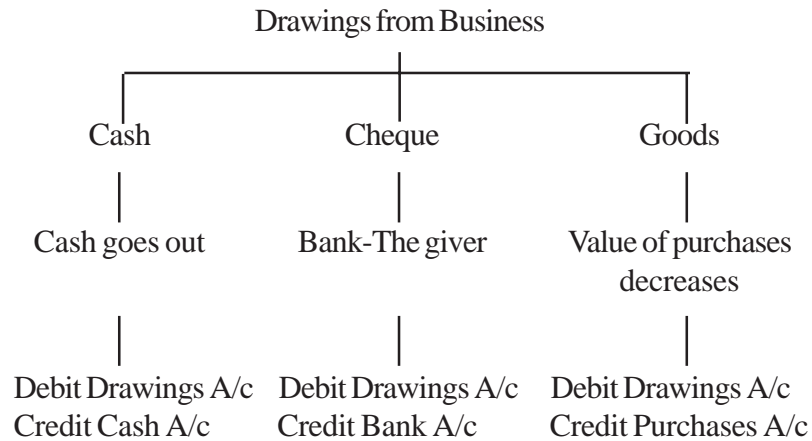 Drawings from Business
Cash
Cheque
Goods
Cash goes out
Bank-The giver
Value of purchases
decreases
Debit Drawings A/c
Credit Cash A/c
Debit Drawings A/c
Credit Bank A/c
Debit Drawings A/c
Credit Purchases A/c